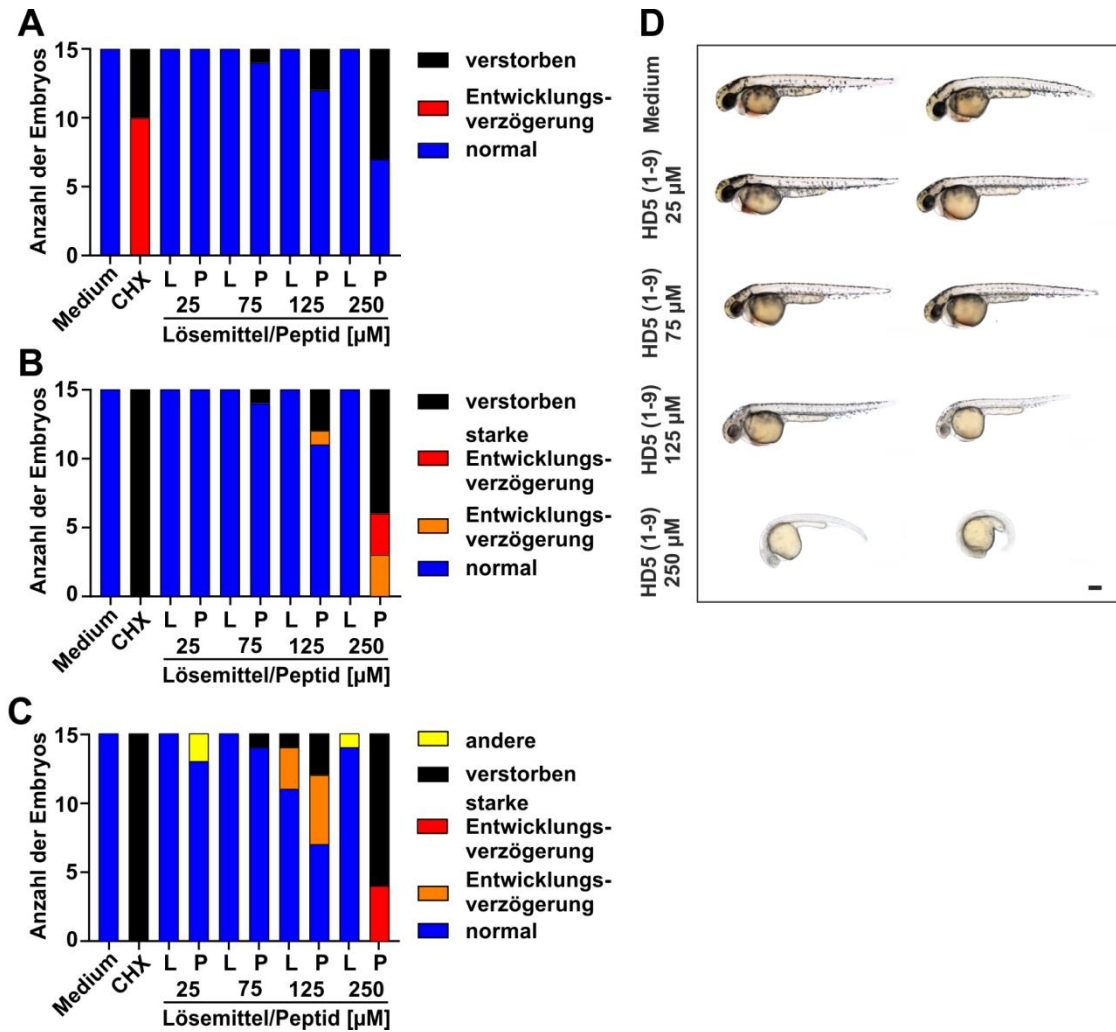 A
Anzahl der Embryos
15
10
5
0
verstorben
Entwicklungs-
verzögerung
normal
Medium
CHX
L P L P L P L P
25 75 125 250
Lösemittel/Peptid [µM]
B
Anzahl der Embryos
15
10
5
0
verstorben
starke
Entwicklungs-
verzögerung
Entwicklungs-
verzögerung
normal
Medium
CHX
L P L P L P L P
25 75 125 250
Lösemittel/Peptid [µM]
C
Anzahl der Embryos
15
10
5
0
andere
verstorben
starke
Entwicklungs-
verzögerung
Entwicklungs-
verzögerung
normal
Medium
CHX
L P L P L P L P
25 75 125 250
Lösemittel/Peptid [µM]
D
Medium
HD5 (1-9)
25 µM
HD5 (1-9)
75 µM
HD5 (1-9)
125 µM
HD5 (1-9)
250 µM